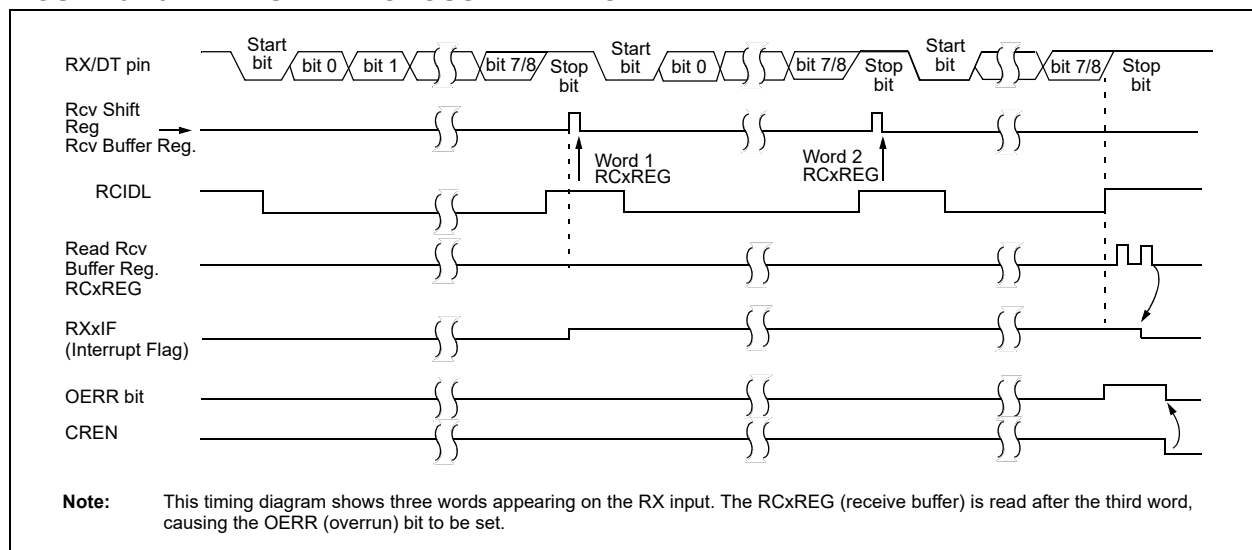 RX/DT pin
Start
bit
bit 0
bit 1
bit 7/8
Stop
bit
Start
bit
bit 0
bit 7/8
Stop
bit
Start
bit
bit 7/8
Stop
bit
Rcv Shift
Reg
Rcv Buffer Reg.
Word 1
RCxREG
Word 2
RCxREG
RCIDL
Read Rcv
Buffer Reg.
RCxREG
RXxIF
(Interrupt Flag)
OERR bit
CREN
Note: This timing diagram shows three words appearing on the RX input. The RCxREG (receive buffer) is read after the third word,
causing the OERR (overrun) bit to be set.